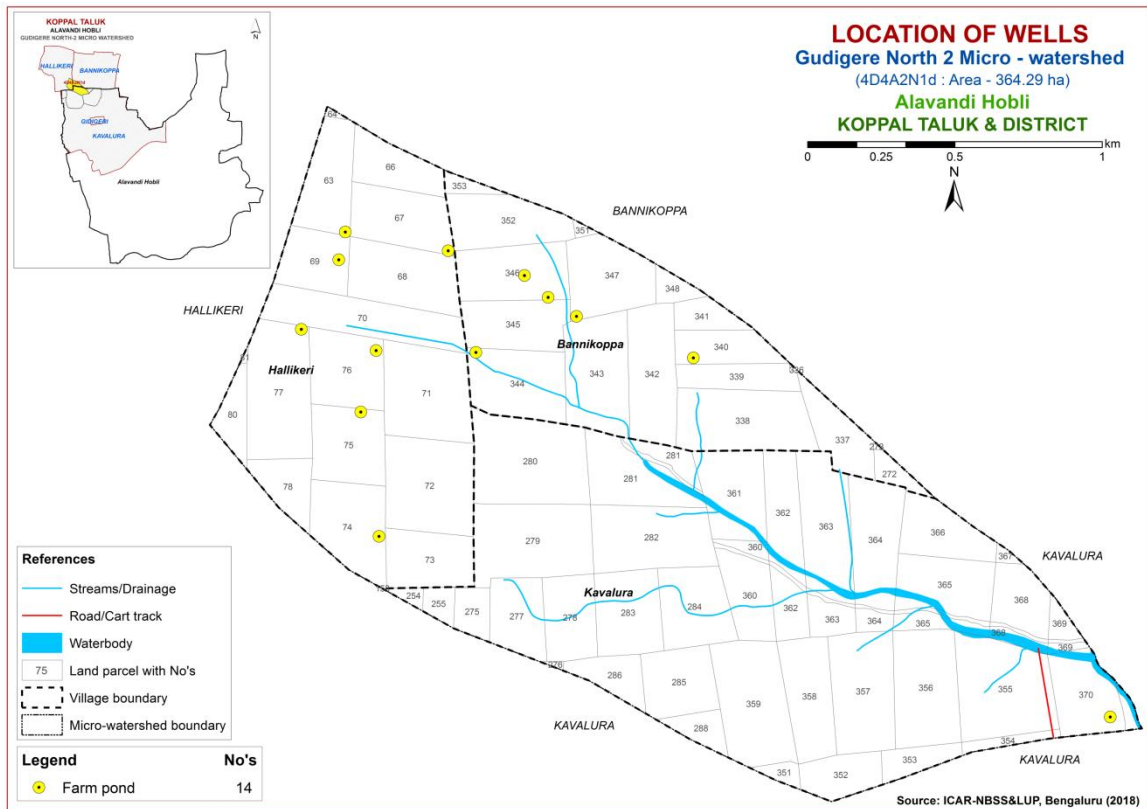 KOPPAL TALUK
ALAVANDI HOBLI
GUDIGERE NORTH-2 MICRO WATERSHED
N
HALLIKERI
BANNIKOPPA
GIDIGERI
KAVALURA
Alavandi Hobli
LOCATION OF WELLS
Gudigere North 2 Micro - watershed
(4D4A2N1d : Area - 364.29 ha)
Alavandi Hobli
KOPPAL TALUK & DISTRICT
km
0 0.25 0.5 1
N
64
66
63
353
67
352
BANNIKOPPA
351
69
68
346
347
348
HALLIKERI
70
345
341
340
Bannikoppa
76
Hallikeri
77
71
344
343
342
339
336
80
338
75
337
272
280
281
281
78
72
361
362
363
364
366
74
279
282
360
367
KAVALURA
73
365
254
255
275
277
278
Kavalura
283
284
360
362
363
364
365
368
369
368
369
276
286
285
359
358
357
356
355
370
288
KAVALURA
354
353
352
351
KAVALURA
References
Streams/Drainage
Road/Cart track
Waterbody
75 Land parcel with No's
Village boundary
Micro-watershed boundary
Legend No's
Farm pond 14
Source: ICAR-NBSS&LUP, Bengaluru (2018)